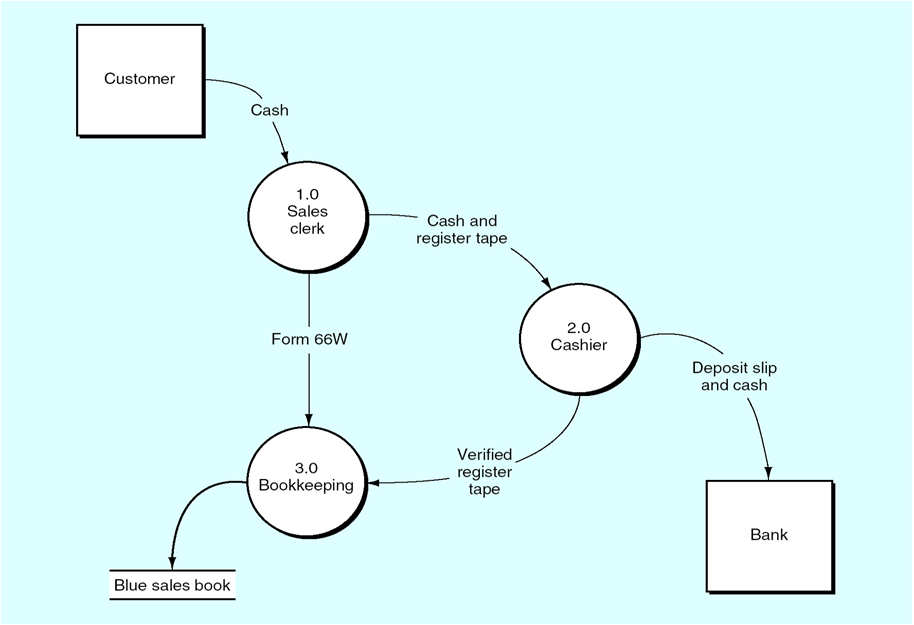 Customer
Cash
1.0
Sales
clerk
Cash and
register tape
Form 66W
2.0
Cashier
Deposit slip
and cash
Verified
register
tape
3.0
Bookkeeping
Bank
Blue sales book